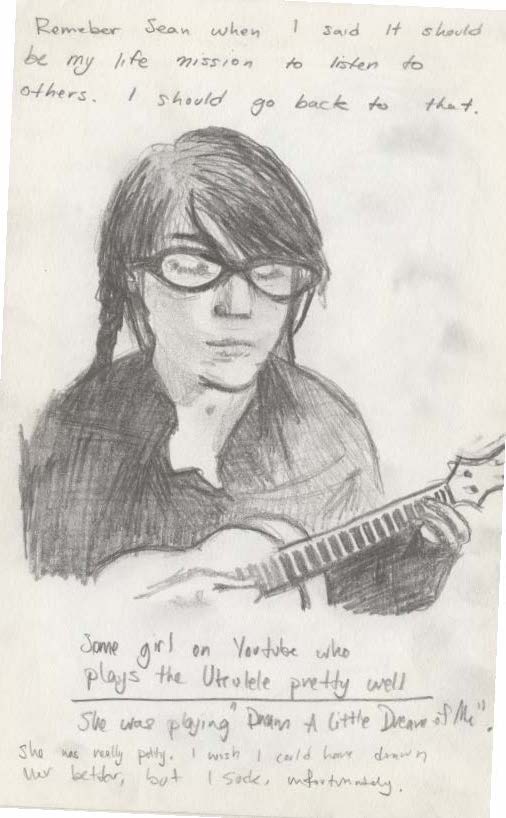 Remeber Sean when I said It should
be my life mission to listen to
others. I should go back to that.
Some girl on Youtube who
plays the Ukulele pretty well
She was playing "Dream A Little Dream of Me".
She was really pretty. I wish I could have drawn
her better, but I suck, unfortunately.